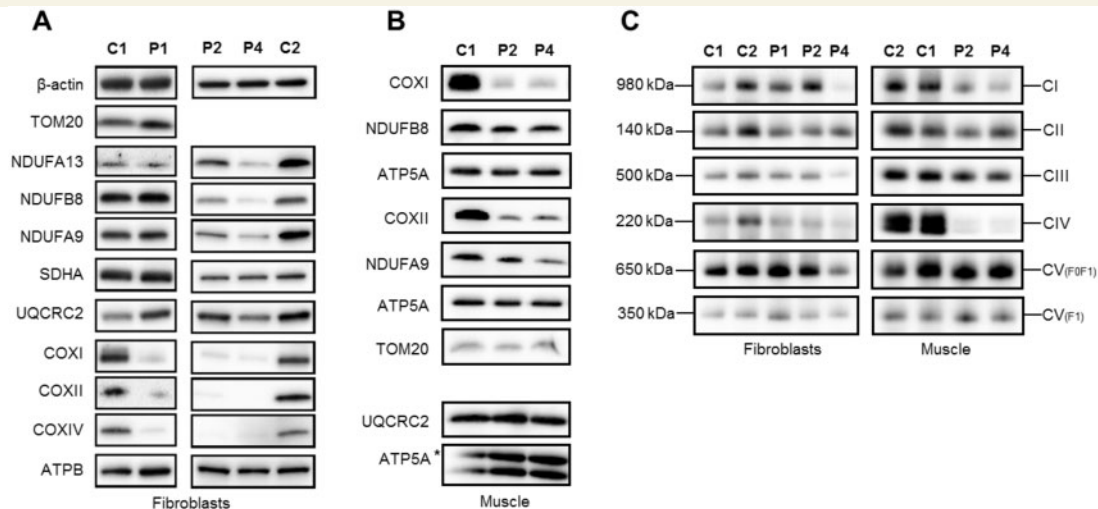 A
C1 P1 P2 P4 C2
β-actin
TOM20
NDUFA13
NDUFB8
NDUFA9
SDHA
UQCRC2
COXI
COXII
COXIV
ATPB
Fibroblasts
B
C1 P2 P4
COXI
NDUFB8
ATP5A
COXII
NDUFA9
ATP5A
TOM20
UQCRC2
ATP5A*
Muscle
C
C1 C2 P1 P2 P4 C2 C1 P2 P4
980 kDa CI
140 kDa CII
500 kDa CIII
220 kDa CIV
650 kDa CV(F0F1)
350 kDa CV(F1)
Fibroblasts Muscle